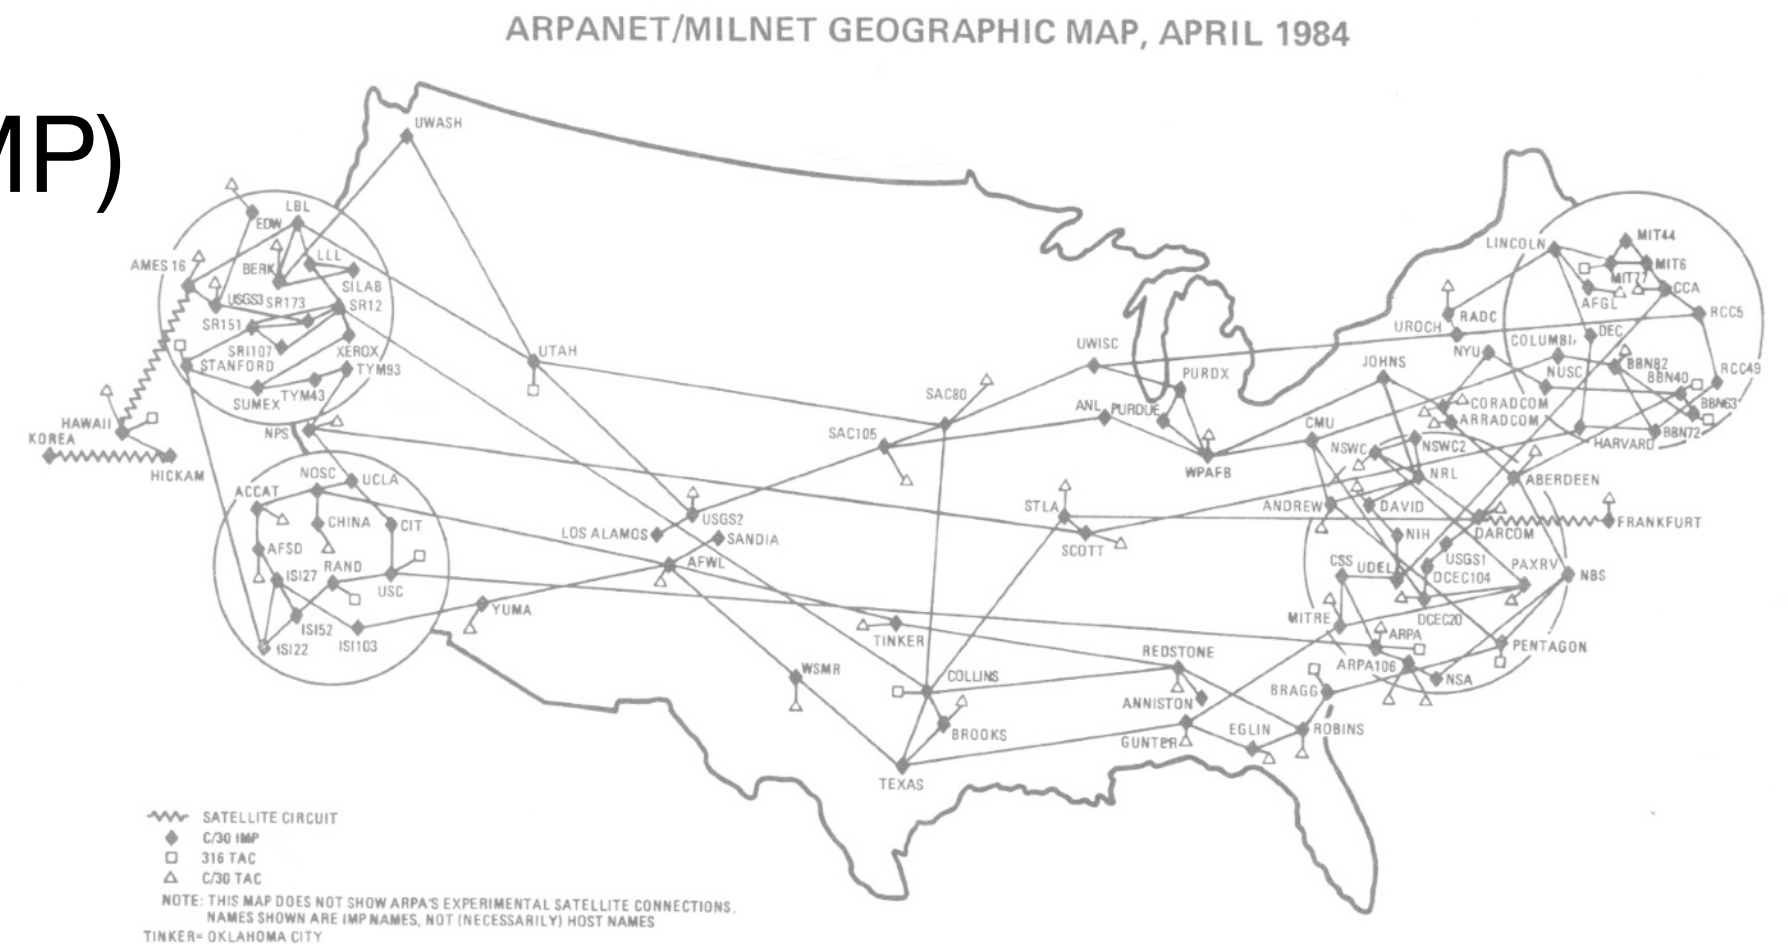 ARPANET/MILNET GEOGRAPHIC MAP, APRIL 1984
MP)
UWASH
LBL
EDW
AMES 16
BERK
LLL
SILAB
USGS3
SR173
SR12
SR151
SRI107
XEROX
STANFORD
TYM93
TYM43
SUMEX
HAWAII
KOREA
HICKAM
NPS
NOSC
UCLA
ACCAT
CHINA
CIT
AFSD
ISI27
RAND
USC
ISI52
ISI22
ISI103
UTAH
LOS ALAMOS
USGS2
SANDIA
AFWL
YUMA
SAC80
SAC105
UWISC
PURDX
ANL
PURDUE
WPAFB
STLA
SCOTT
TINKER
WSMR
COLLINS
BROOKS
TEXAS
REDSTONE
ANNISTON
GUNTER
EGLIN
ROBINS
BRAGG
LINCOLN
MIT44
MIT6
MIT77
CCA
AFGL
RADC
RCC5
UROCH
DEC
NYU
JOHNS
BBN82
NUSC
BBN40
RCC49
CORADCOM
BBN63
ARRADCOM
CMU
BBN72
HARVARD
NSWC
NSWC2
NRL
ABERDEEN
ANDREW
DAVID
DARCOM
FRANKFURT
NIH
USGS1
CSS
UDEL
DCEC104
PAXRV
NBS
DCEC20
MITRE
ARPA
ARPA106
PENTAGON
NSA
SATELLITE CIRCUIT
C/30 IMP
316 TAC
C/30 TAC
NOTE: THIS MAP DOES NOT SHOW ARPA'S EXPERIMENTAL SATELLITE CONNECTIONS.
NAMES SHOWN ARE IMP NAMES, NOT (NECESSARILY) HOST NAMES
TINKER= OKLAHOMA CITY